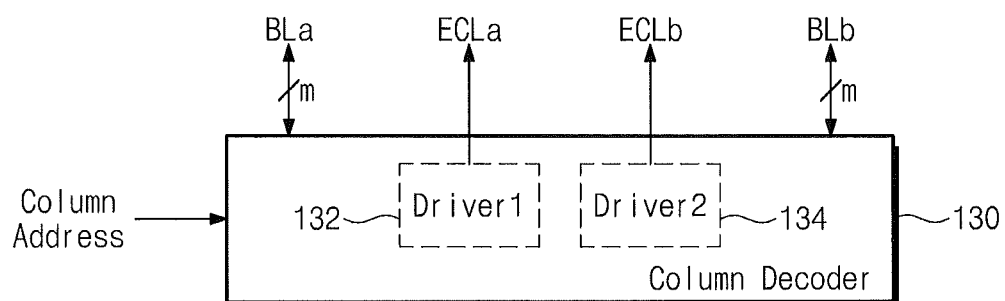 BLa
ECLa
ECLb
BLb
m
m
Column
Address
132
Driver1
Driver2
134
130
Column Decoder